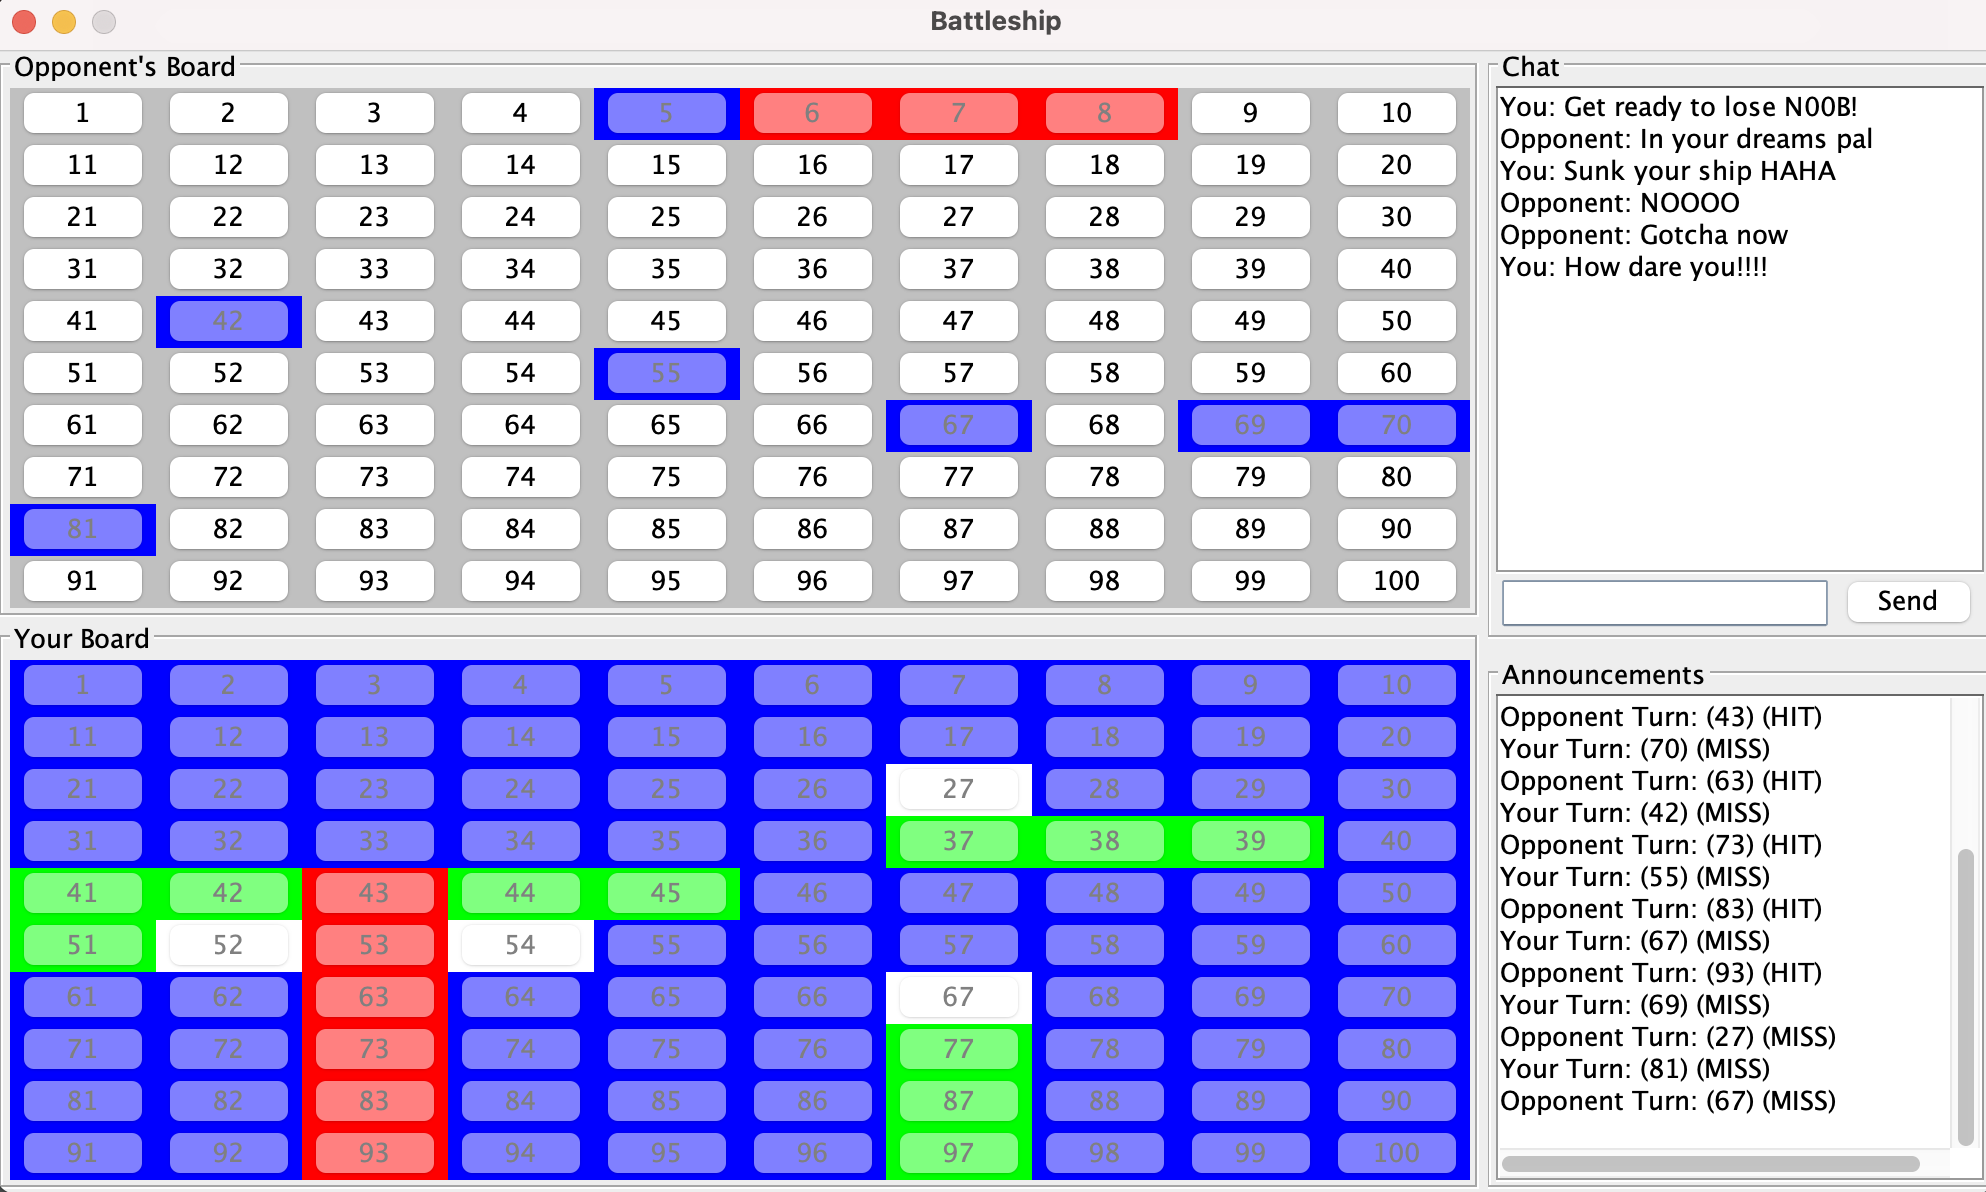 Battleship
Opponent's Board
1 2 3 4 5 6 7 8 9 10
11 12 13 14 15 16 17 18 19 20
21 22 23 24 25 26 27 28 29 30
31 32 33 34 35 36 37 38 39 40
41 42 43 44 45 46 47 48 49 50
51 52 53 54 55 56 57 58 59 60
61 62 63 64 65 66 67 68 69 70
71 72 73 74 75 76 77 78 79 80
81 82 83 84 85 86 87 88 89 90
91 92 93 94 95 96 97 98 99 100
Your Board
1 2 3 4 5 6 7 8 9 10
11 12 13 14 15 16 17 18 19 20
21 22 23 24 25 26 27 28 29 30
31 32 33 34 35 36 37 38 39 40
41 42 43 44 45 46 47 48 49 50
51 52 53 54 55 56 57 58 59 60
61 62 63 64 65 66 67 68 69 70
71 72 73 74 75 76 77 78 79 80
81 82 83 84 85 86 87 88 89 90
91 92 93 94 95 96 97 98 99 100
Chat
You: Get ready to lose N00B!
Opponent: In your dreams pal
You: Sunk your ship HAHA
Opponent: NOOOO
Opponent: Gotcha now
You: How dare you!!!!
Send
Announcements
Opponent Turn: (43) (HIT)
Your Turn: (70) (MISS)
Opponent Turn: (63) (HIT)
Your Turn: (42) (MISS)
Opponent Turn: (73) (HIT)
Your Turn: (55) (MISS)
Opponent Turn: (83) (HIT)
Your Turn: (67) (MISS)
Opponent Turn: (93) (HIT)
Your Turn: (69) (MISS)
Opponent Turn: (27) (MISS)
Your Turn: (81) (MISS)
Opponent Turn: (67) (MISS)